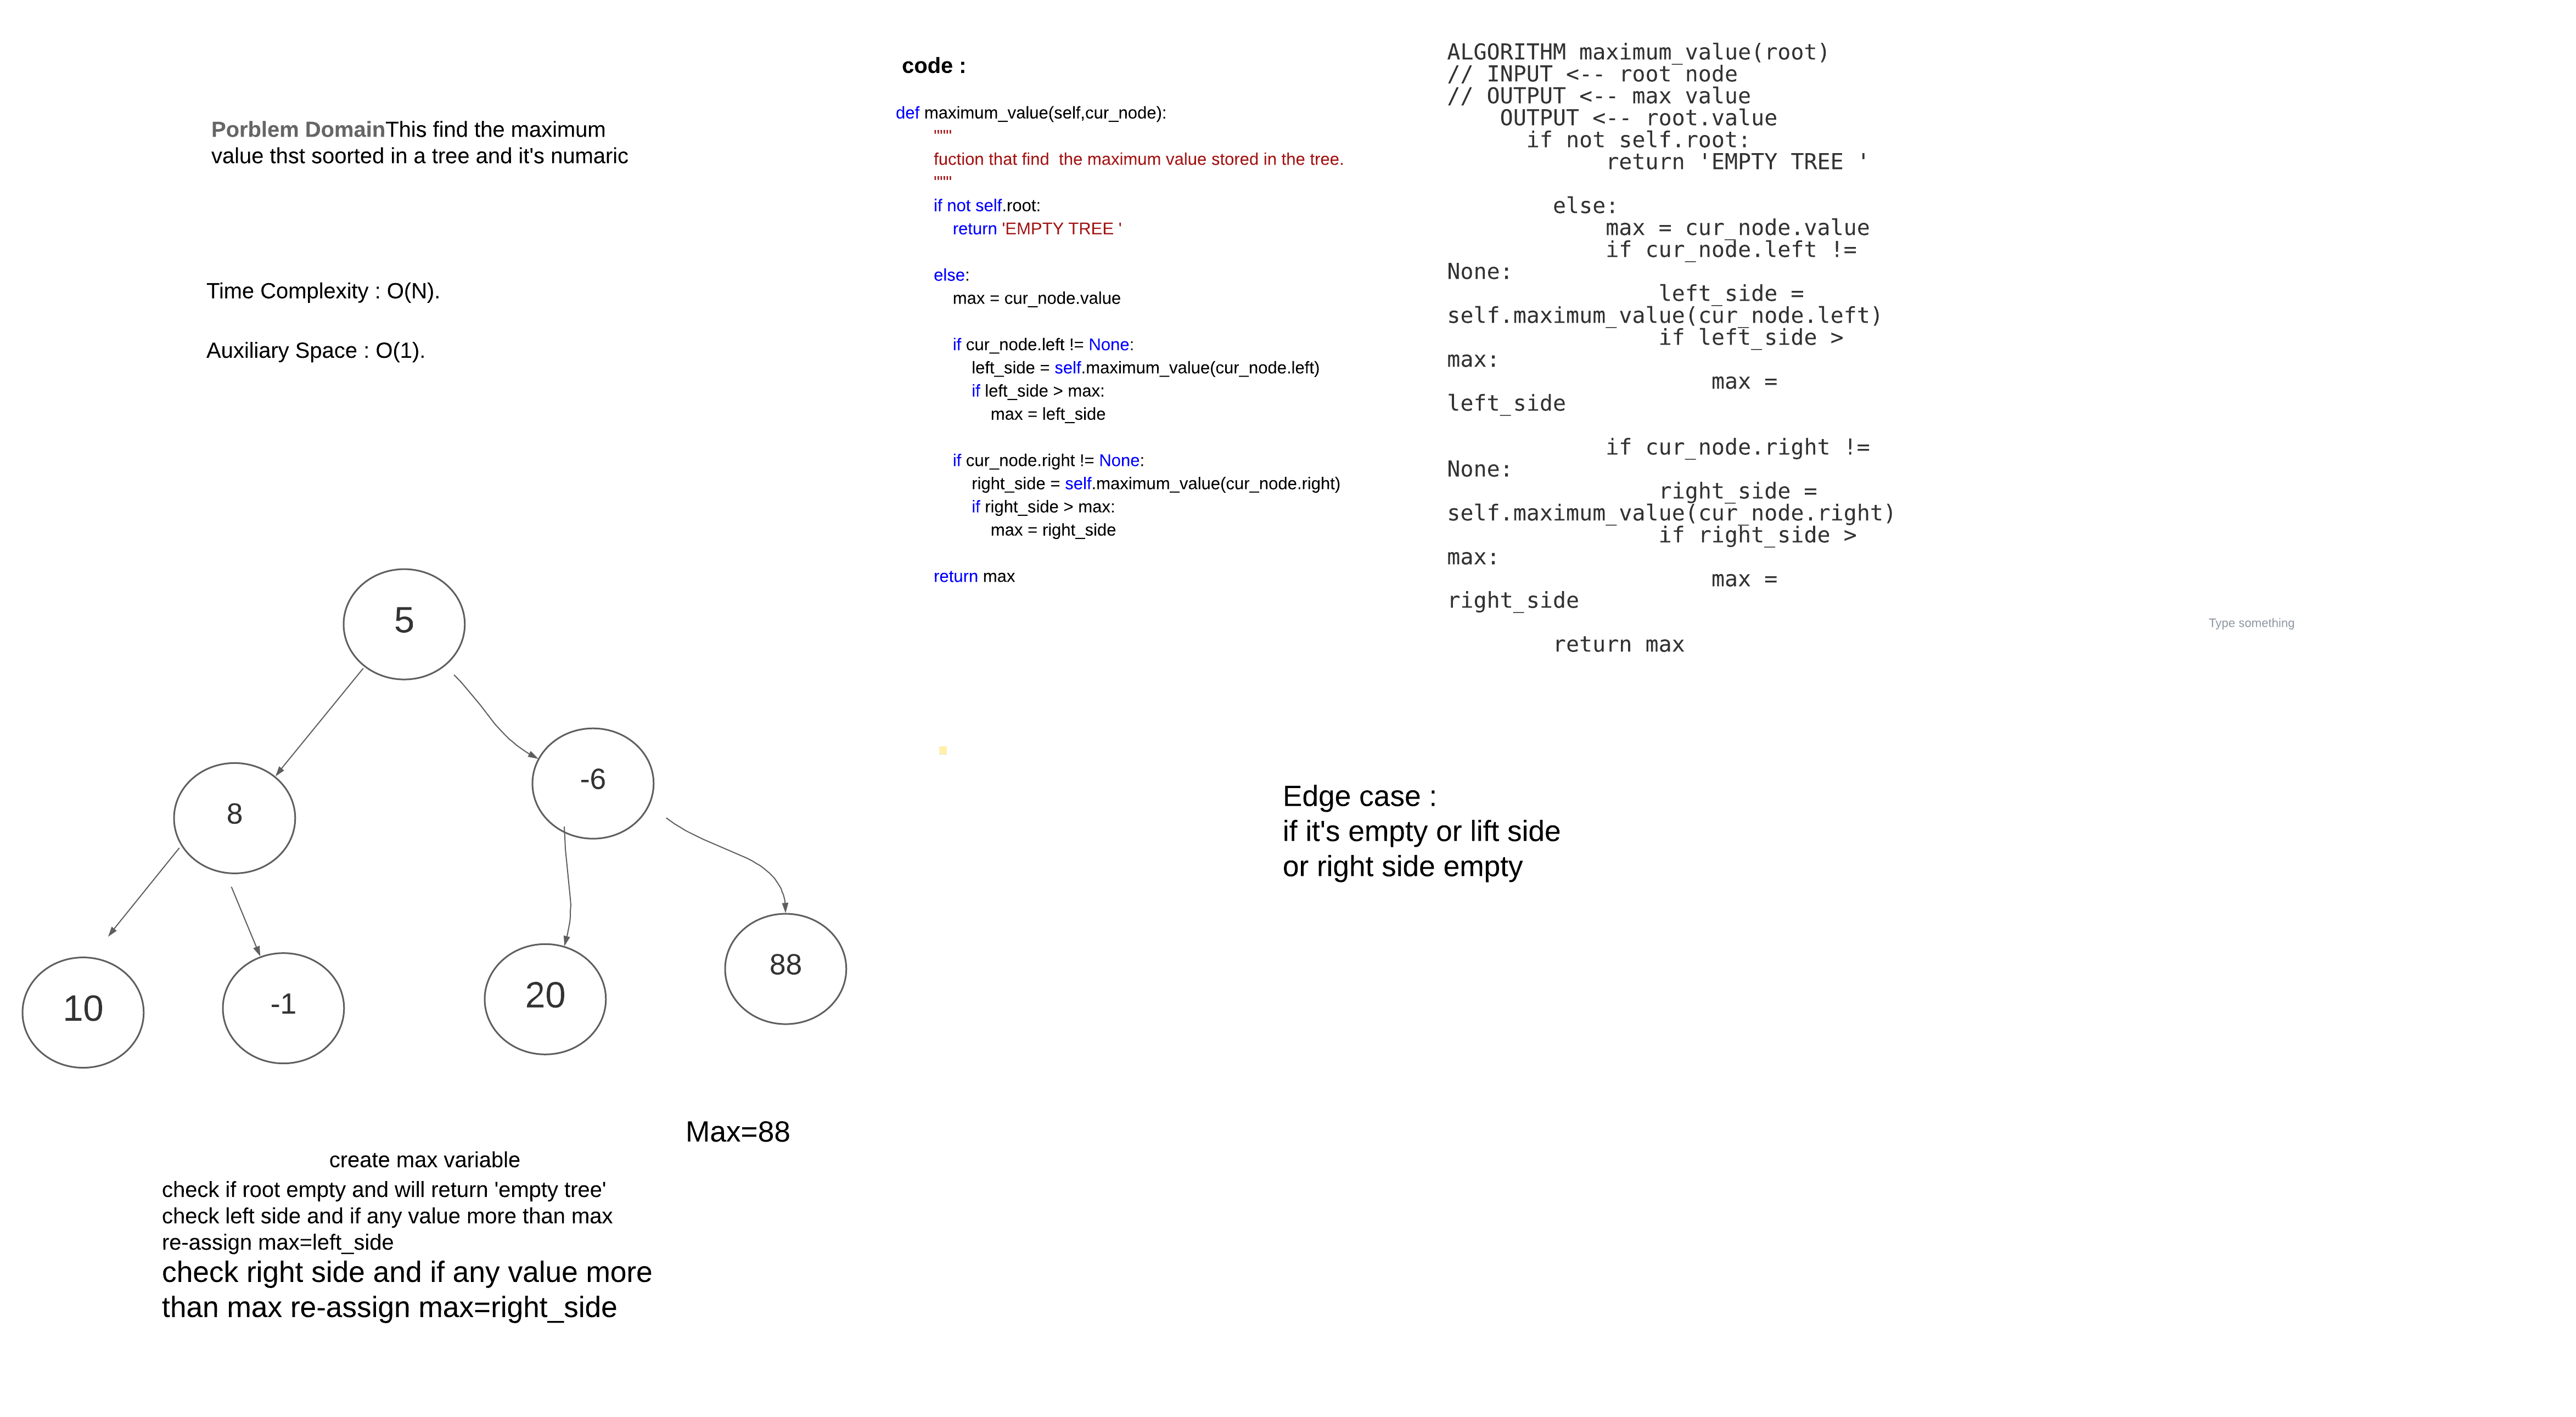 Porblem DomainThis find the maximum
value thst soorted in a tree and it's numaric
Time Complexity : O(N).
Auxiliary Space : O(1).
5
8
-6
10
-1
20
88
Max=88
create max variable
check if root empty and will return 'empty tree'
check left side and if any value more than max
re-assign max=left_side
check right side and if any value more
than max re-assign max=right_side
code :
def maximum_value(self,cur_node):
"""
fuction that find  the maximum value stored in the tree.
"""
if not self.root:
return 'EMPTY TREE '
else:
max = cur_node.value
if cur_node.left != None:
left_side = self.maximum_value(cur_node.left)
if left_side > max:
max = left_side
if cur_node.right != None:
right_side = self.maximum_value(cur_node.right)
if right_side > max:
max = right_side
return max
ALGORITHM maximum_value(root)
// INPUT <-- root node
// OUTPUT <-- max value
OUTPUT <-- root.value
if not self.root:
return 'EMPTY TREE '
else:
max = cur_node.value
if cur_node.left !=
None:
left_side =
self.maximum_value(cur_node.left)
if left_side >
max:
max =
left_side
if cur_node.right !=
None:
right_side =
self.maximum_value(cur_node.right)
if right_side >
max:
max =
right_side
return max
Type something
Edge case :
if it's empty or lift side
or right side empty